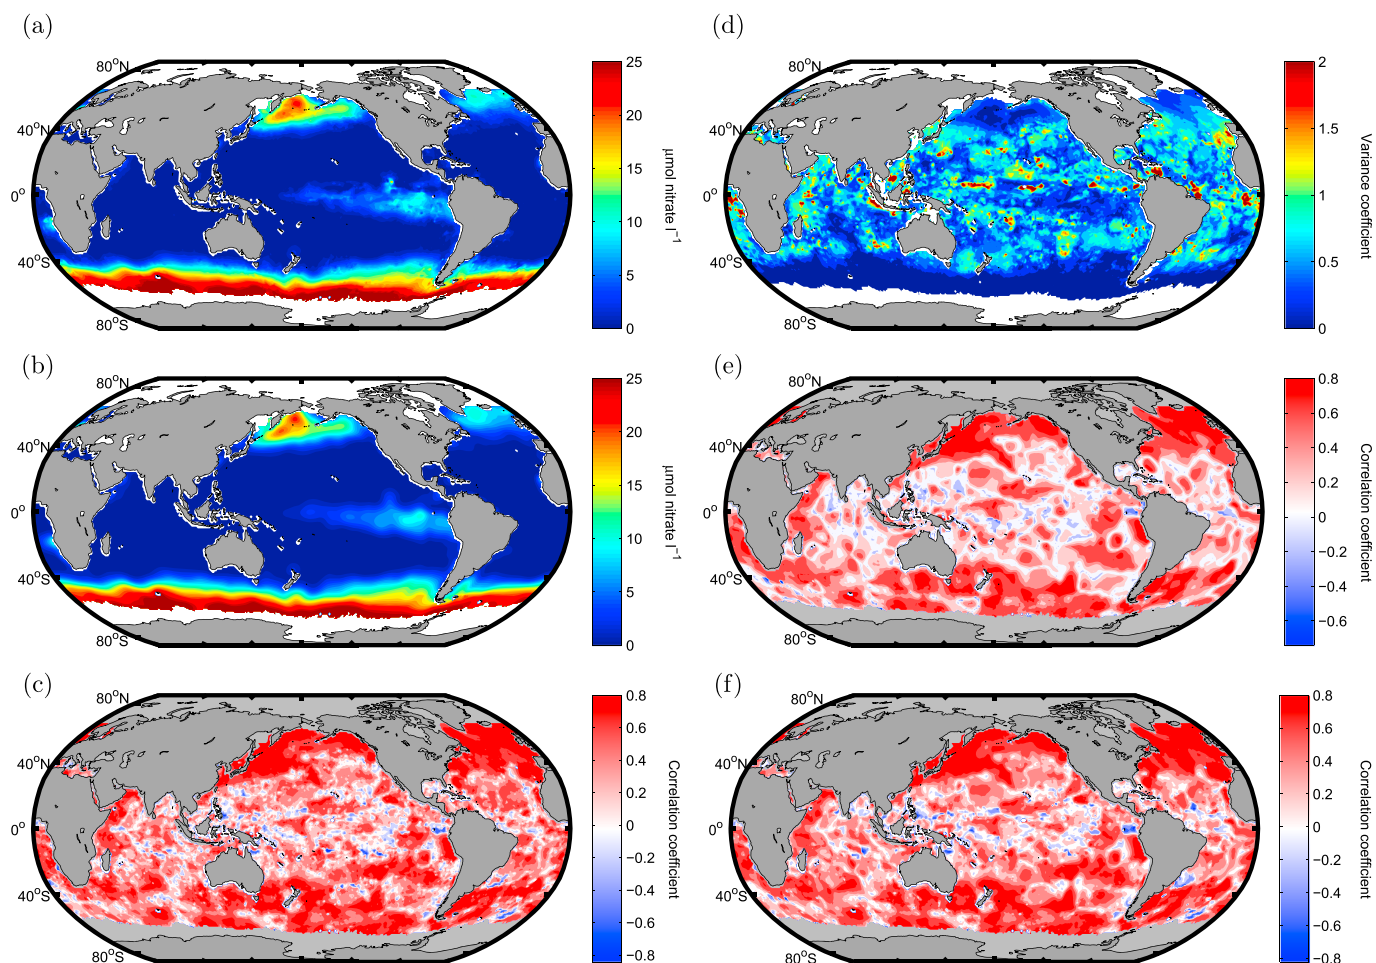 (a)
80°N
40°N
0°
40°S
80°S
25
20
15
10
5
0
μmol nitrate l⁻¹
(d)
80°N
40°N
0°
40°S
80°S
2
1.5
1
0.5
0
Variance coefficient
(b)
80°N
40°N
0°
40°S
80°S
25
20
15
10
5
0
μmol nitrate l⁻¹
(e)
80°N
40°N
0°
40°S
80°S
0.8
0.6
0.4
0.2
0
−0.2
−0.4
−0.6
Correlation coefficient
(c)
80°N
40°N
0°
40°S
80°S
0.8
0.6
0.4
0.2
0
−0.2
−0.4
−0.6
−0.8
Correlation coefficient
(f)
80°N
40°N
0°
40°S
80°S
0.8
0.6
0.4
0.2
0
−0.2
−0.4
−0.6
−0.8
Correlation coefficient